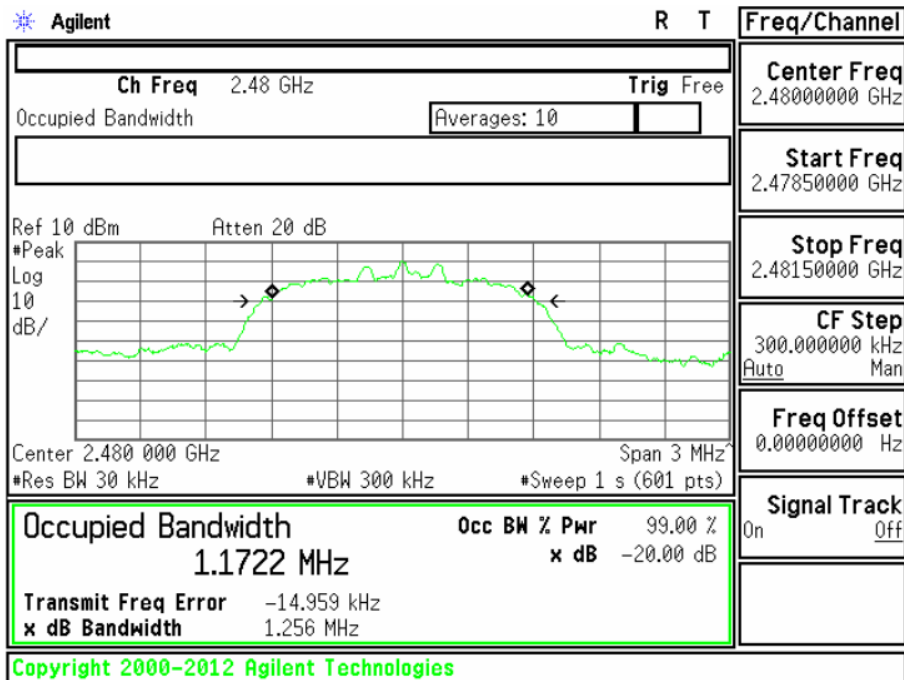 Agilent R T
Freq/Channel
Ch Freq 2.48 GHz Trig Free
Occupied Bandwidth Averages: 10
Ref 10 dBm Atten 20 dB
#Peak
Log
10
dB/
Center 2.480 000 GHz Span 3 MHz^
#Res BW 30 kHz #VBW 300 kHz #Sweep 1 s (601 pts)
Occupied Bandwidth
1.1722 MHz
Occ BW % Pwr 99.00 %
x dB -20.00 dB
Transmit Freq Error -14.959 kHz
x dB Bandwidth 1.256 MHz
Copyright 2000-2012 Agilent Technologies
Center Freq
2.48000000 GHz
Start Freq
2.47850000 GHz
Stop Freq
2.48150000 GHz
CF Step
300.000000 kHz
Auto Man
Freq Offset
0.00000000 Hz
Signal Track
On Off